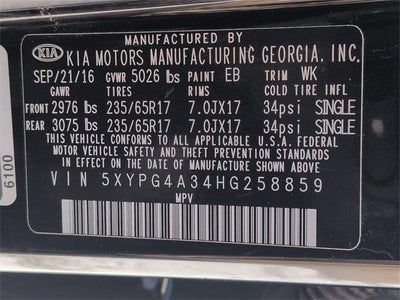 MANUFACTURED BY
KIA KIA MOTORS MANUFACTURING GEORGIA, INC.
SEP/21/16 GVWR 5026 lbs PAINT EB TRIM WK
GAWR TIRES RIMS COLD TIRE INFL
FRONT 2976 lbs 235/65R17 7.0JX17 34psi SINGLE
REAR 3075 lbs 235/65R17 7.0JX17 34psi SINGLE
THIS VEHICLE CONFORMS TO ALL APPLICABLE U.S.A. FEDERAL
MOTOR VEHICLE SAFETY AND THEFT PREVENTION STANDARDS
IN EFFECT ON THE DATE OF MANUFACTURE SHOWN ABOVE.
VIN 5XYPG4A34HG258859
MPV
6100